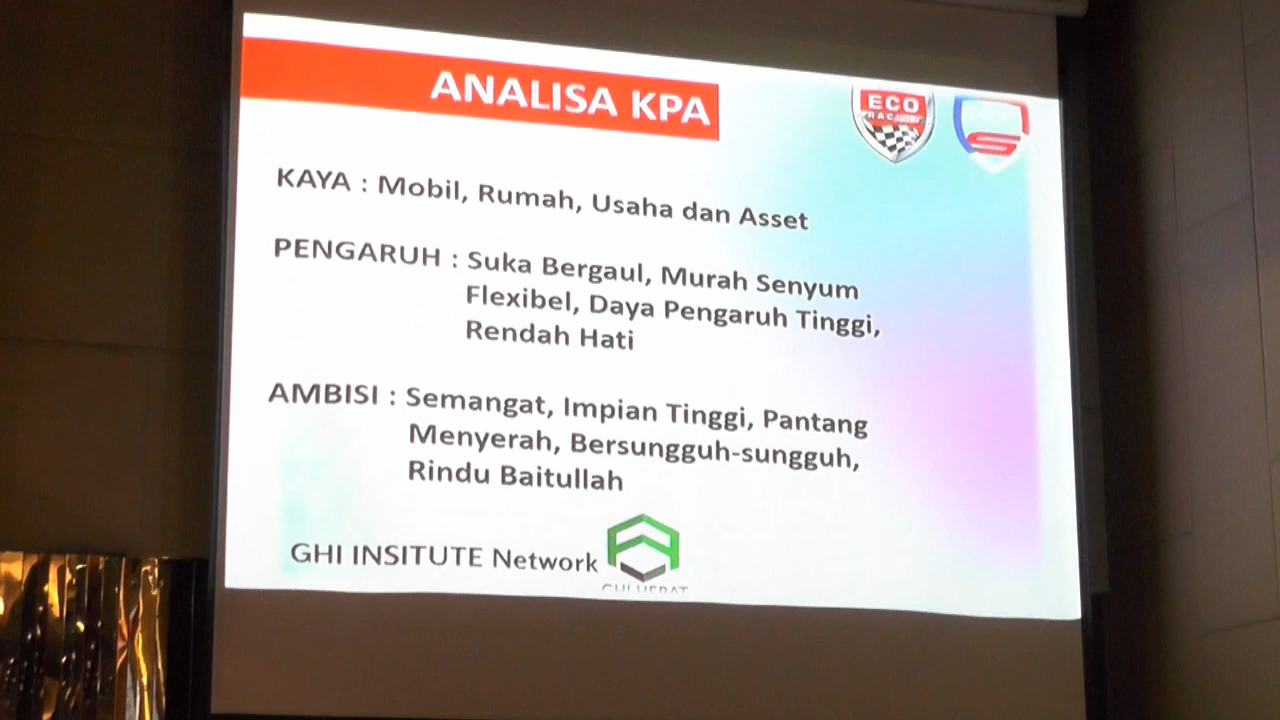 ANALISA KPA
ECO
RACING
KAYA : Mobil, Rumah, Usaha dan Asset
PENGARUH : Suka Bergaul, Murah Senyum
Flexibel, Daya Pengaruh Tinggi,
Rendah Hati
AMBISI : Semangat, Impian Tinggi, Pantang
Menyerah, Bersungguh-sungguh,
Rindu Baitullah
GHI INSITUTE Network